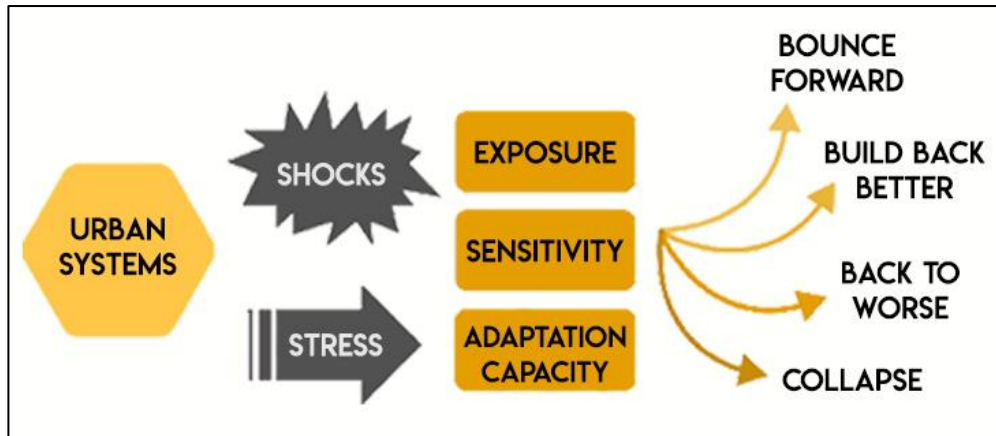 URBAN
SYSTEMS
SHOCKS
STRESS
EXPOSURE
SENSITIVITY
ADAPTATION
CAPACITY
BOUNCE
FORWARD
BUILD BACK
BETTER
BACK TO
WORSE
COLLAPSE